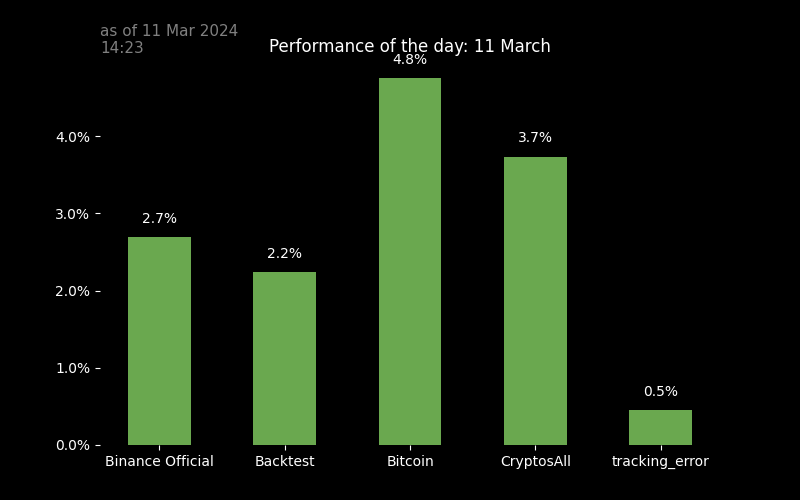 as of 11 Mar 2024
14:23
Performance of the day: 11 March
4.8%
4.0%
3.7%
3.0%
2.7%
2.2%
2.0%
1.0%
0.5%
0.0%
Binance Official
Backtest
Bitcoin
CryptosAll
tracking_error